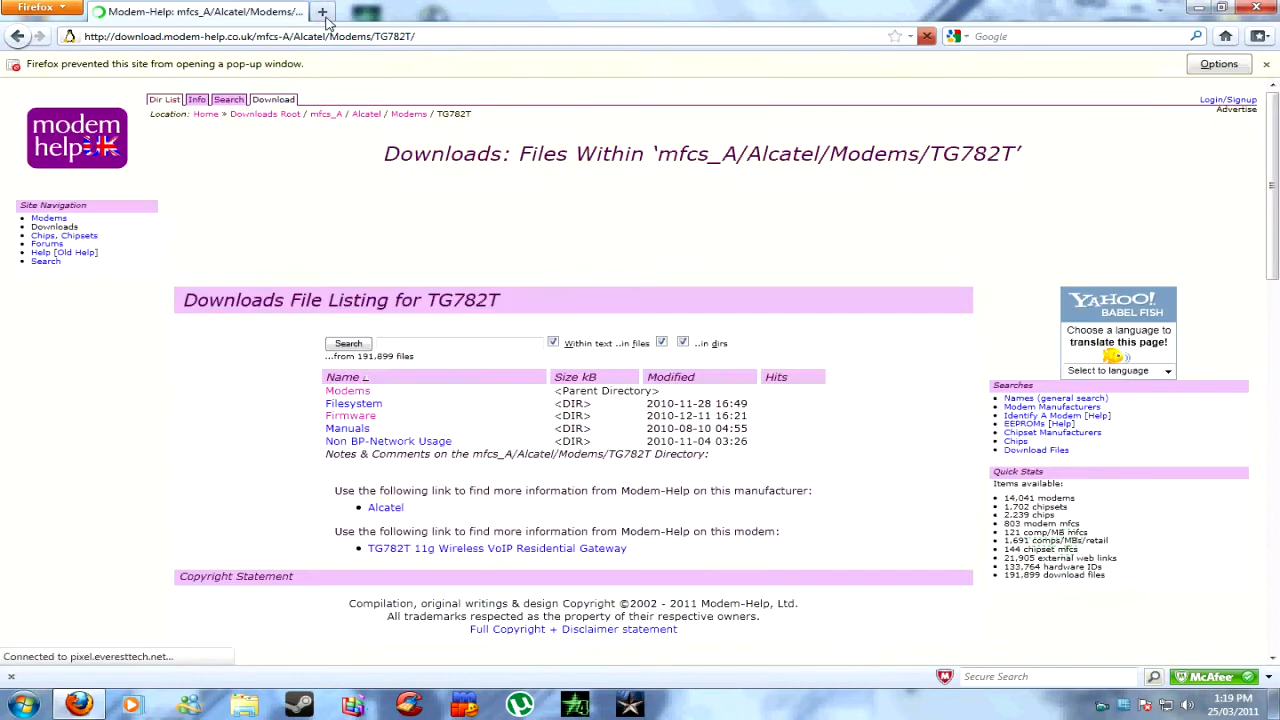 Firefox
Modem-Help: mfcs_A/Alcatel/Modems/...
http://download.modem-help.co.uk/mfcs-A/Alcatel/Modems/TG782T/
Google
Firefox prevented this site from opening a pop-up window.
Options
Dir List Info Search Download
Login/Signup
Advertise
Location: Home » Downloads Root / mfcs_A / Alcatel / Modems / TG782T
modem
help
Downloads: Files Within ‘mfcs_A/Alcatel/Modems/TG782T’
Site Navigation
Modems
Downloads
Chips, Chipsets
Forums
Help [Old Help]
Search
Downloads File Listing for TG782T
Search Within text ..in files ..in dirs
...from 191,899 files
Name Size kB Modified Hits
Modems <Parent Directory>
Filesystem <DIR> 2010-11-28 16:49
Firmware <DIR> 2010-12-11 16:21
Manuals <DIR> 2010-08-10 04:55
Non BP-Network Usage <DIR> 2010-11-04 03:26
Notes & Comments on the mfcs_A/Alcatel/Modems/TG782T Directory:
Use the following link to find more information from Modem-Help on this manufacturer:
Alcatel
Use the following link to find more information from Modem-Help on this modem:
TG782T 11g Wireless VoIP Residential Gateway
Copyright Statement
Compilation, original writings & design Copyright ©2002 - 2011 Modem-Help, Ltd.
All trademarks respected as the property of their respective owners.
Full Copyright + Disclaimer statement
YAHOO!
BABEL FISH
Choose a language to
translate this page!
Select to language
Searches
Names (general search)
Modem Manufacturers
Identify A Modem [Help]
EEPROMs [Help]
Chipset Manufacturers
Chips
Download Files
Quick Stats
Items available:
14,041 modems
1,702 chipsets
2,239 chips
803 modem mfcs
121 comp/MB mfcs
1,691 comps/MBs/retail
144 chipset mfcs
21,905 external web links
133,764 hardware IDs
191,899 download files
Connected to pixel.everesttech.net...
Secure Search
McAfee
1:19 PM
25/03/2011